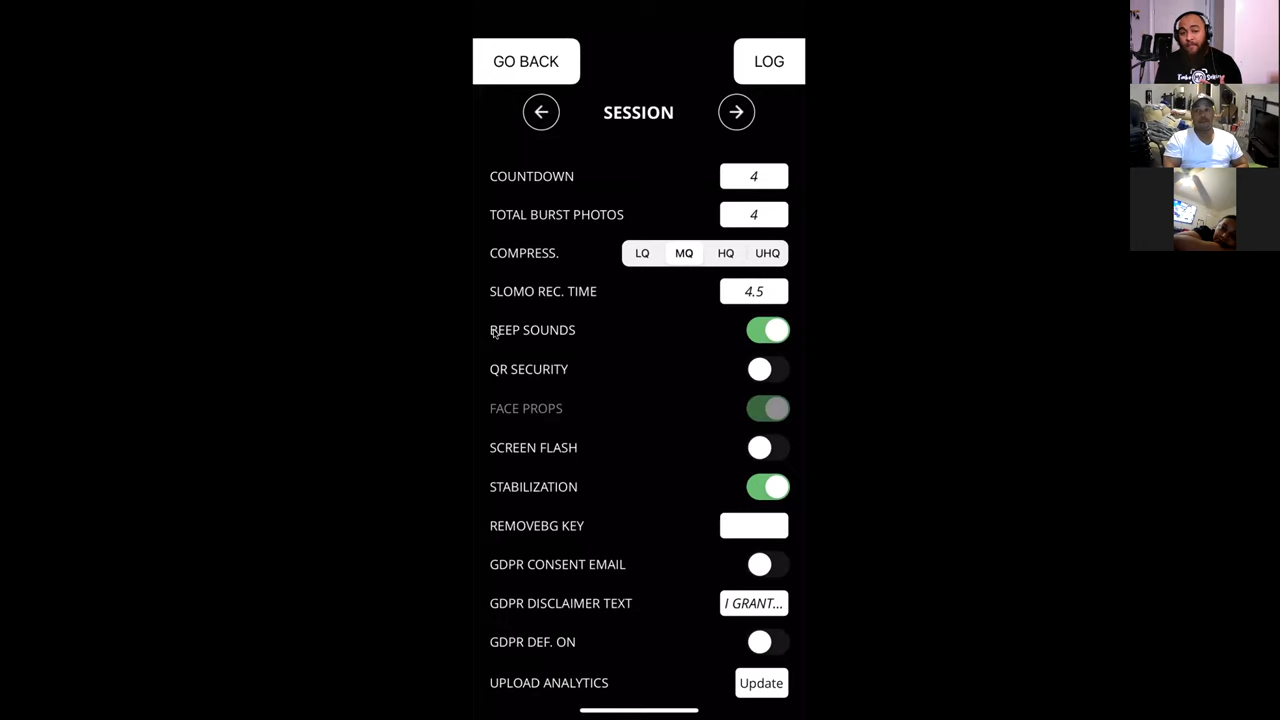 GO BACK LOG
SESSION
COUNTDOWN 4
TOTAL BURST PHOTOS 4
COMPRESS. LQ MQ HQ UHQ
SLOMO REC. TIME 4.5
BEEP SOUNDS
QR SECURITY
FACE PROPS
SCREEN FLASH
STABILIZATION
REMOVEBG KEY
GDPR CONSENT EMAIL
GDPR DISCLAIMER TEXT I GRANT...
GDPR DEF. ON
UPLOAD ANALYTICS Update